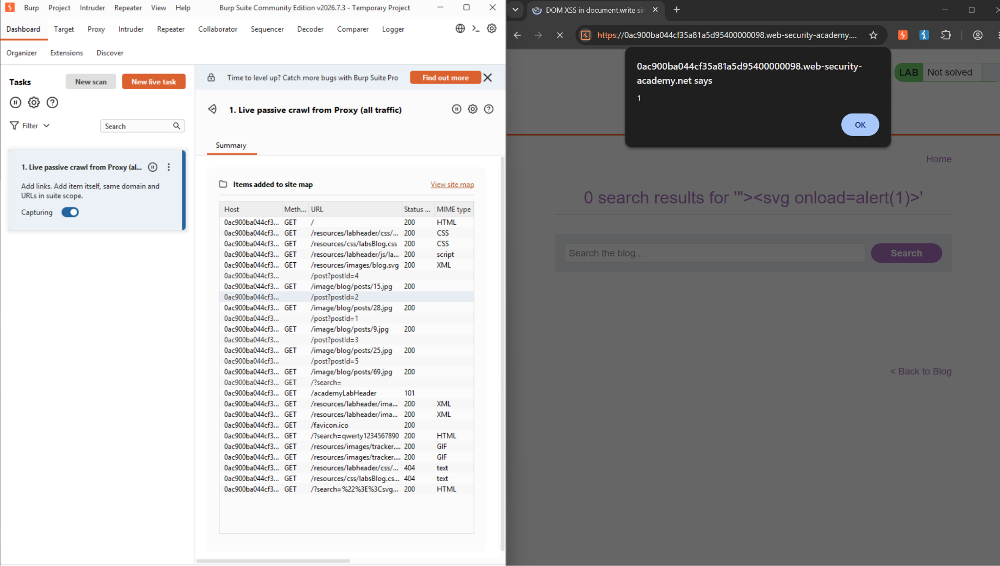 Burp Project Intruder Repeater View Help Burp Suite Community Edition v2026.7.3 - Temporary Project
Dashboard Target Proxy Intruder Repeater Collaborator Sequencer Decoder Comparer Logger
Organizer Extensions Discover
Tasks New scan New live task
Filter Search
1. Live passive crawl from Proxy (al...
Add links. Add item itself, same domain and
URLs in suite scope.
Capturing
Time to level up? Catch more bugs with Burp Suite Pro Find out more
1. Live passive crawl from Proxy (all traffic)
Summary
Items added to site map View site map
Host Meth... URL Status ... MIME type
0ac900ba044cf3... GET / 200 HTML
0ac900ba044cf3... GET /resources/labheader/css/... 200 CSS
0ac900ba044cf3... GET /resources/css/labsBlog.css 200 CSS
0ac900ba044cf3... GET /resources/labheader/js/la... 200 script
0ac900ba044cf3... GET /resources/images/blog.svg 200 XML
0ac900ba044cf3... /post?postId=4
0ac900ba044cf3... GET /image/blog/posts/15.jpg 200
0ac900ba044cf3... /post?postId=2
0ac900ba044cf3... GET /image/blog/posts/28.jpg 200
0ac900ba044cf3... /post?postId=1
0ac900ba044cf3... GET /image/blog/posts/9.jpg 200
0ac900ba044cf3... /post?postId=3
0ac900ba044cf3... GET /image/blog/posts/25.jpg 200
0ac900ba044cf3... /post?postId=5
0ac900ba044cf3... GET /image/blog/posts/69.jpg 200
0ac900ba044cf3... GET /?search=
0ac900ba044cf3... GET /academyLabHeader 101
0ac900ba044cf3... GET /resources/labheader/ima... 200 XML
0ac900ba044cf3... GET /resources/labheader/ima... 200 XML
0ac900ba044cf3... GET /favicon.ico 200
0ac900ba044cf3... GET /?search=qwerty1234567890 200 HTML
0ac900ba044cf3... GET /resources/images/tracker.... 200 GIF
0ac900ba044cf3... GET /resources/images/tracker.... 200 GIF
0ac900ba044cf3... GET /resources/labheader/css/... 404 text
0ac900ba044cf3... GET /resources/css/labsBlog.cs... 404 text
0ac900ba044cf3... GET /?search=%22%3E%3Csvg... 200 HTML
DOM XSS in document.write sin
https://0ac900ba044cf35a81a5d95400000098.web-security-academy....
0ac900ba044cf35a81a5d95400000098.web-security-
academy.net says
1
OK
LAB Not solved
Home
0 search results for '"><svg onload=alert(1)>'
Search the blog... Search
< Back to Blog